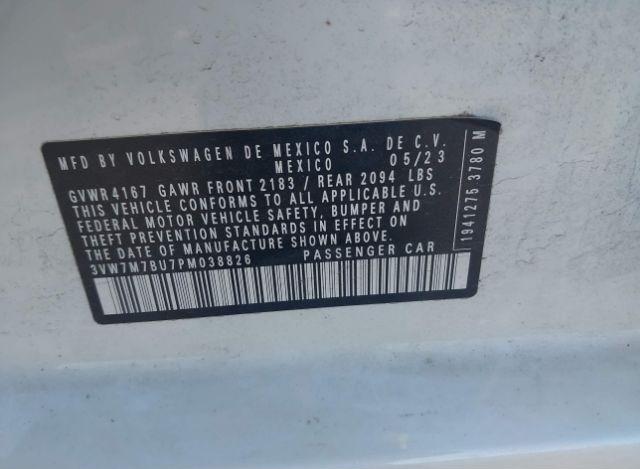 MFD BY VOLKSWAGEN DE MEXICO S.A. DE C.V.
MEXICO 05/23
GVWR4167 GAWR FRONT 2183 / REAR 2094 LBS
THIS VEHICLE CONFORMS TO ALL APPLICABLE U.S.
FEDERAL MOTOR VEHICLE SAFETY, BUMPER AND
THEFT PREVENTION STANDARDS IN EFFECT ON
THE DATE OF MANUFACTURE SHOWN ABOVE.
3VW7M7BU7PM038826 PASSENGER CAR
1941275 3780 M